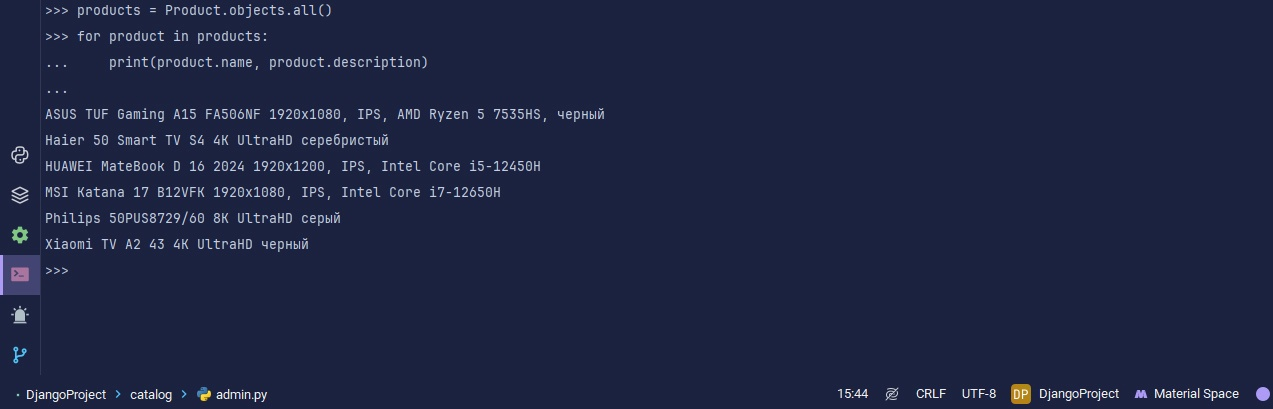 >>> products = Product.objects.all()
>>> for product in products:
...     print(product.name, product.description)
...
ASUS TUF Gaming A15 FA506NF 1920x1080, IPS, AMD Ryzen 5 7535HS, черный
Haier 50 Smart TV S4 4K UltraHD серебристый
HUAWEI MateBook D 16 2024 1920x1200, IPS, Intel Core i5-12450H
MSI Katana 17 B12VFK 1920x1080, IPS, Intel Core i7-12650H
Philips 50PUS8729/60 8K UltraHD серый
Xiaomi TV A2 43 4K UltraHD черный
>>>
DjangoProject > catalog > admin.py 15:44 CRLF UTF-8 DP DjangoProject Material Space